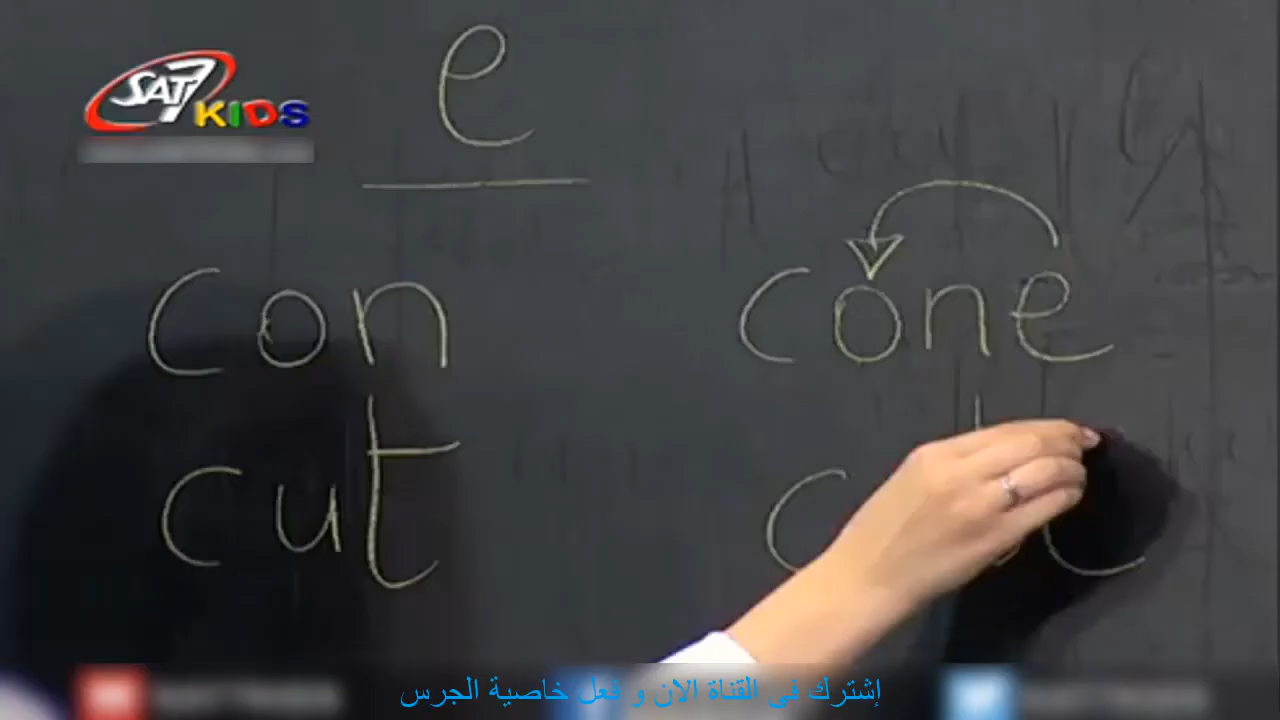 SAT7
KIDS
e
con cone
cut
إشترك في القناة الان و فعل خاصية الجرس